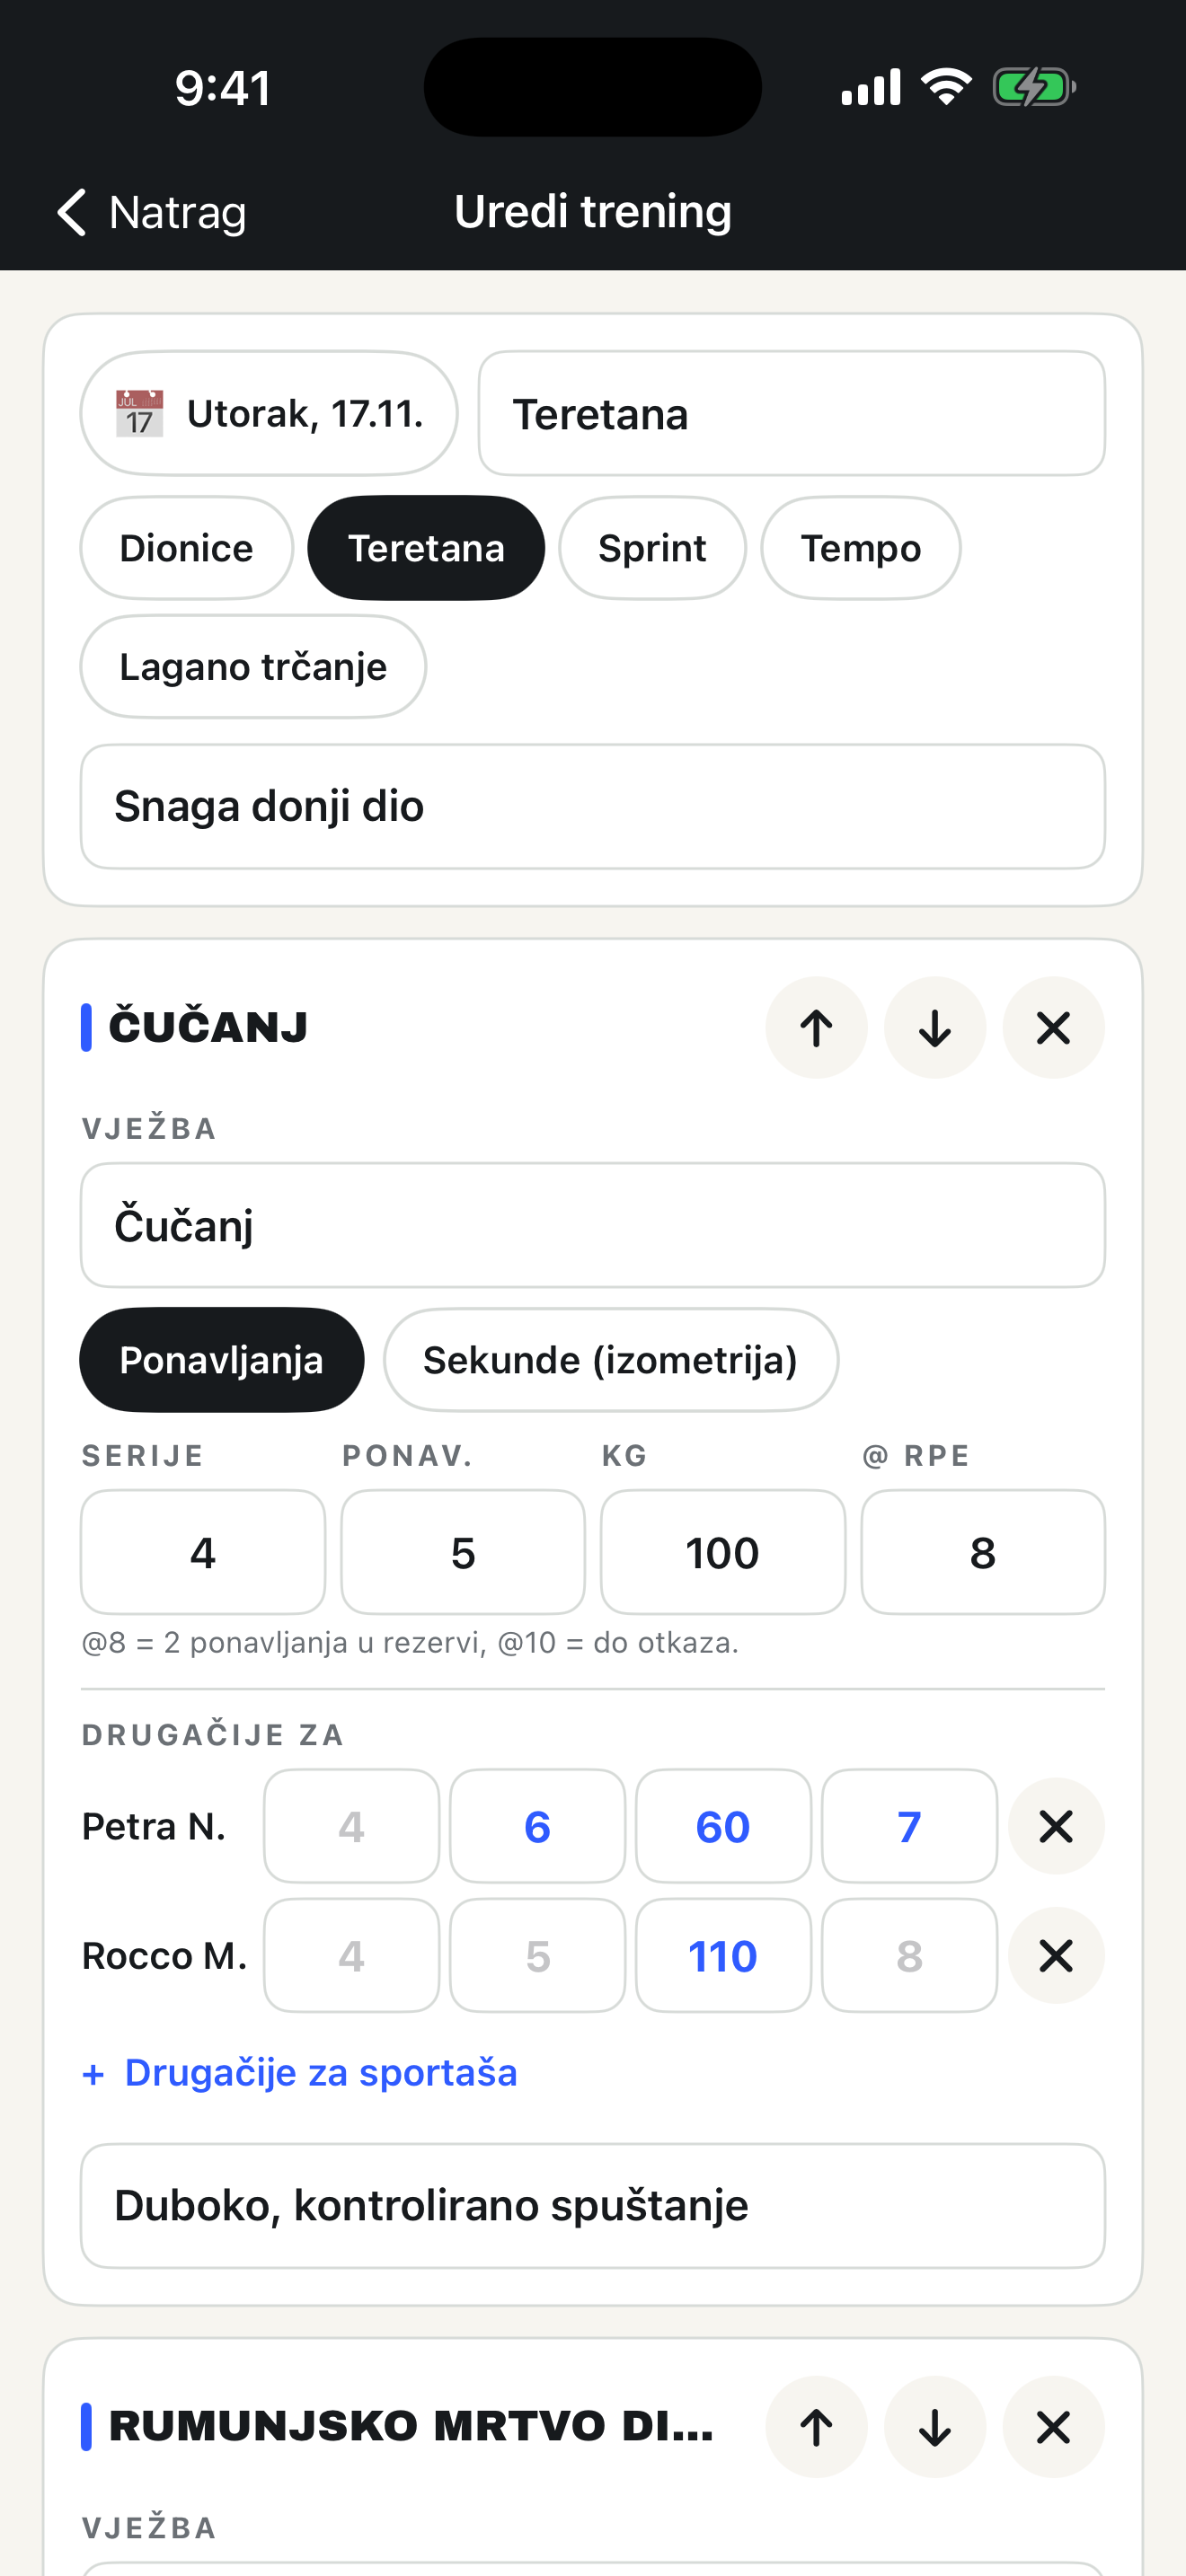 9:41
Natrag
Uredi trening
JUL
17
Utorak, 17.11.
Teretana
Dionice
Teretana
Sprint
Tempo
Lagano trčanje
Snaga donji dio
ČUČANJ
VJEŽBA
Čučanj
Ponavljanja
Sekunde (izometrija)
SERIJE PONAV. KG @ RPE
4 5 100 8
@8 = 2 ponavljanja u rezervi, @10 = do otkaza.
DRUGAČIJE ZA
Petra N. 4 6 60 7
Rocco M. 4 5 110 8
+ Drugačije za sportaša
Duboko, kontrolirano spuštanje
RUMUNJSKO MRTVO DI...
VJEŽBA